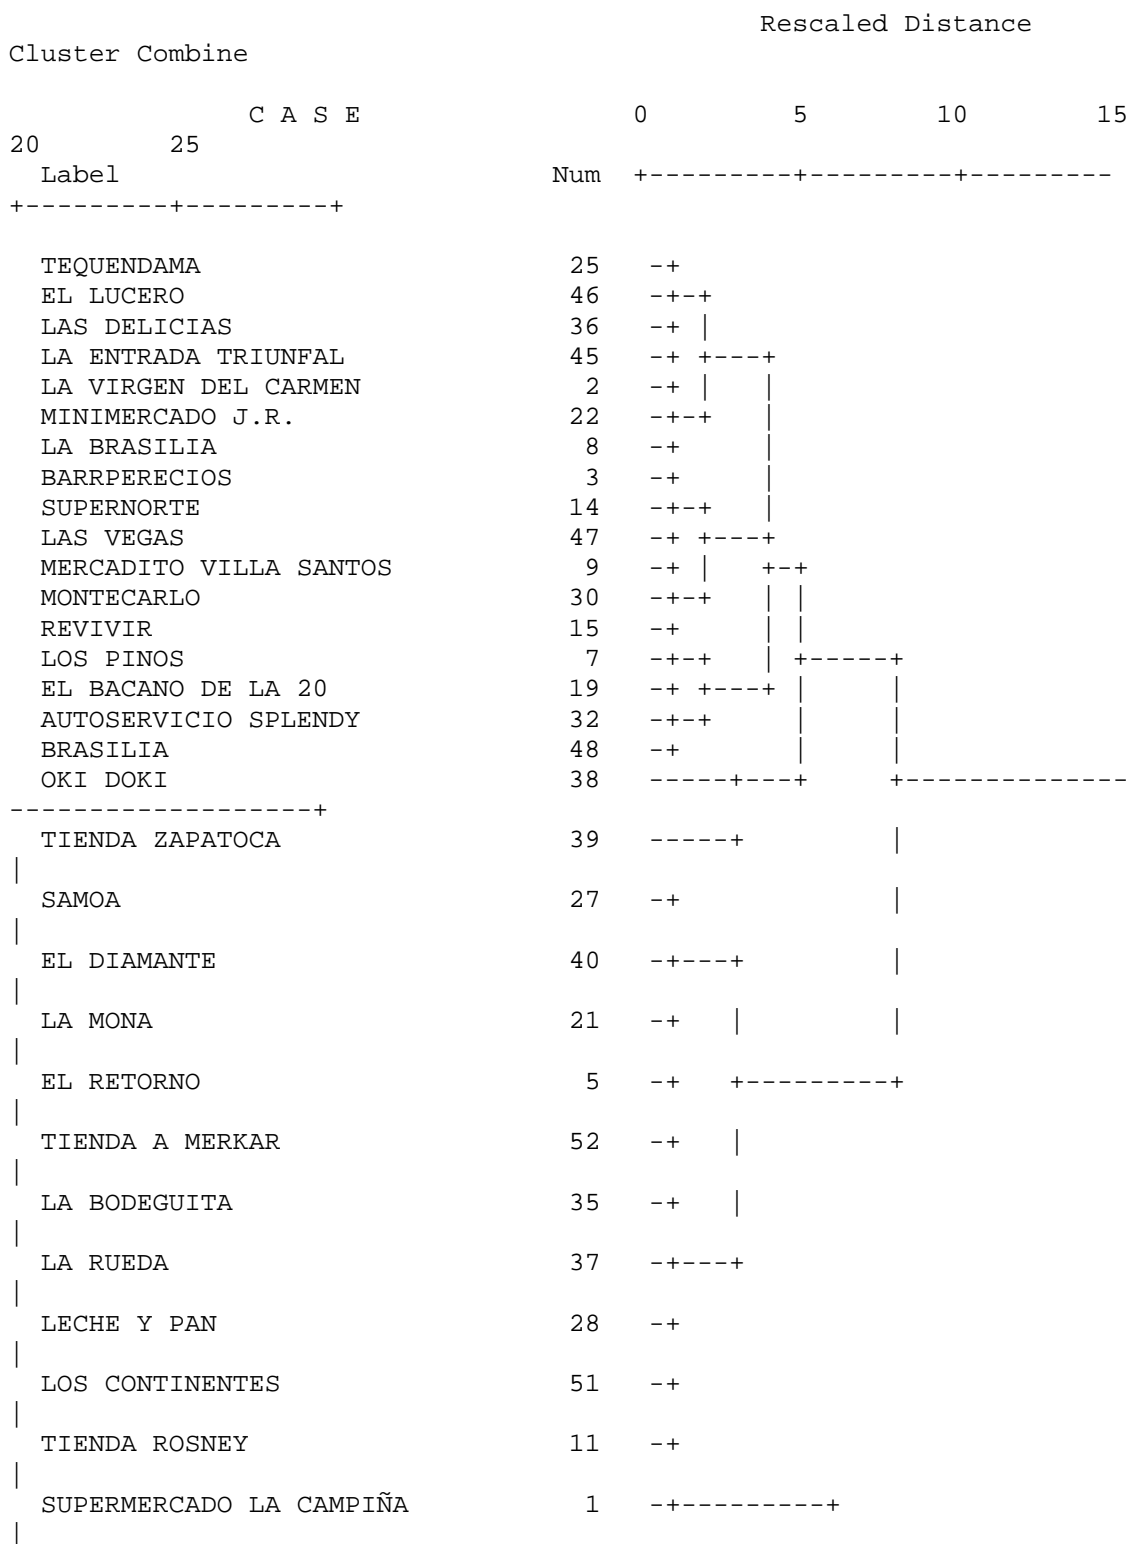 Rescaled Distance
Cluster Combine
C A S E 0 5 10 15
20 25
Label Num +---------+---------+---------
+---------+---------+
TEQUENDAMA 25 -+
EL LUCERO 46 -+-+
LAS DELICIAS 36 -+ |
LA ENTRADA TRIUNFAL 45 -+ +---+
LA VIRGEN DEL CARMEN 2 -+ | |
MINIMERCADO J.R. 22 -+-+ |
LA BRASILIA 8 -+ |
BARRPERECIOS 3 -+ |
SUPERNORTE 14 -+-+ |
LAS VEGAS 47 -+ +---+
MERCADITO VILLA SANTOS 9 -+ | +-+
MONTECARLO 30 -+-+ | |
REVIVIR 15 -+ | |
LOS PINOS 7 -+-+ | +-----+
EL BACANO DE LA 20 19 -+ +---+ | |
AUTOSERVICIO SPLENDY 32 -+-+ | |
BRASILIA 48 -+ | |
OKI DOKI 38 -----+---+ +--------------
-------------------+
TIENDA ZAPATOCA 39 -----+ |
|
SAMOA 27 -+ |
|
EL DIAMANTE 40 -+---+ |
|
LA MONA 21 -+ | |
|
EL RETORNO 5 -+ +---------+
|
TIENDA A MERKAR 52 -+ |
|
LA BODEGUITA 35 -+ |
|
LA RUEDA 37 -+---+
|
LECHE Y PAN 28 -+
|
LOS CONTINENTES 51 -+
|
TIENDA ROSNEY 11 -+
|
SUPERMERCADO LA CAMPIÑA 1 -+---------+
|